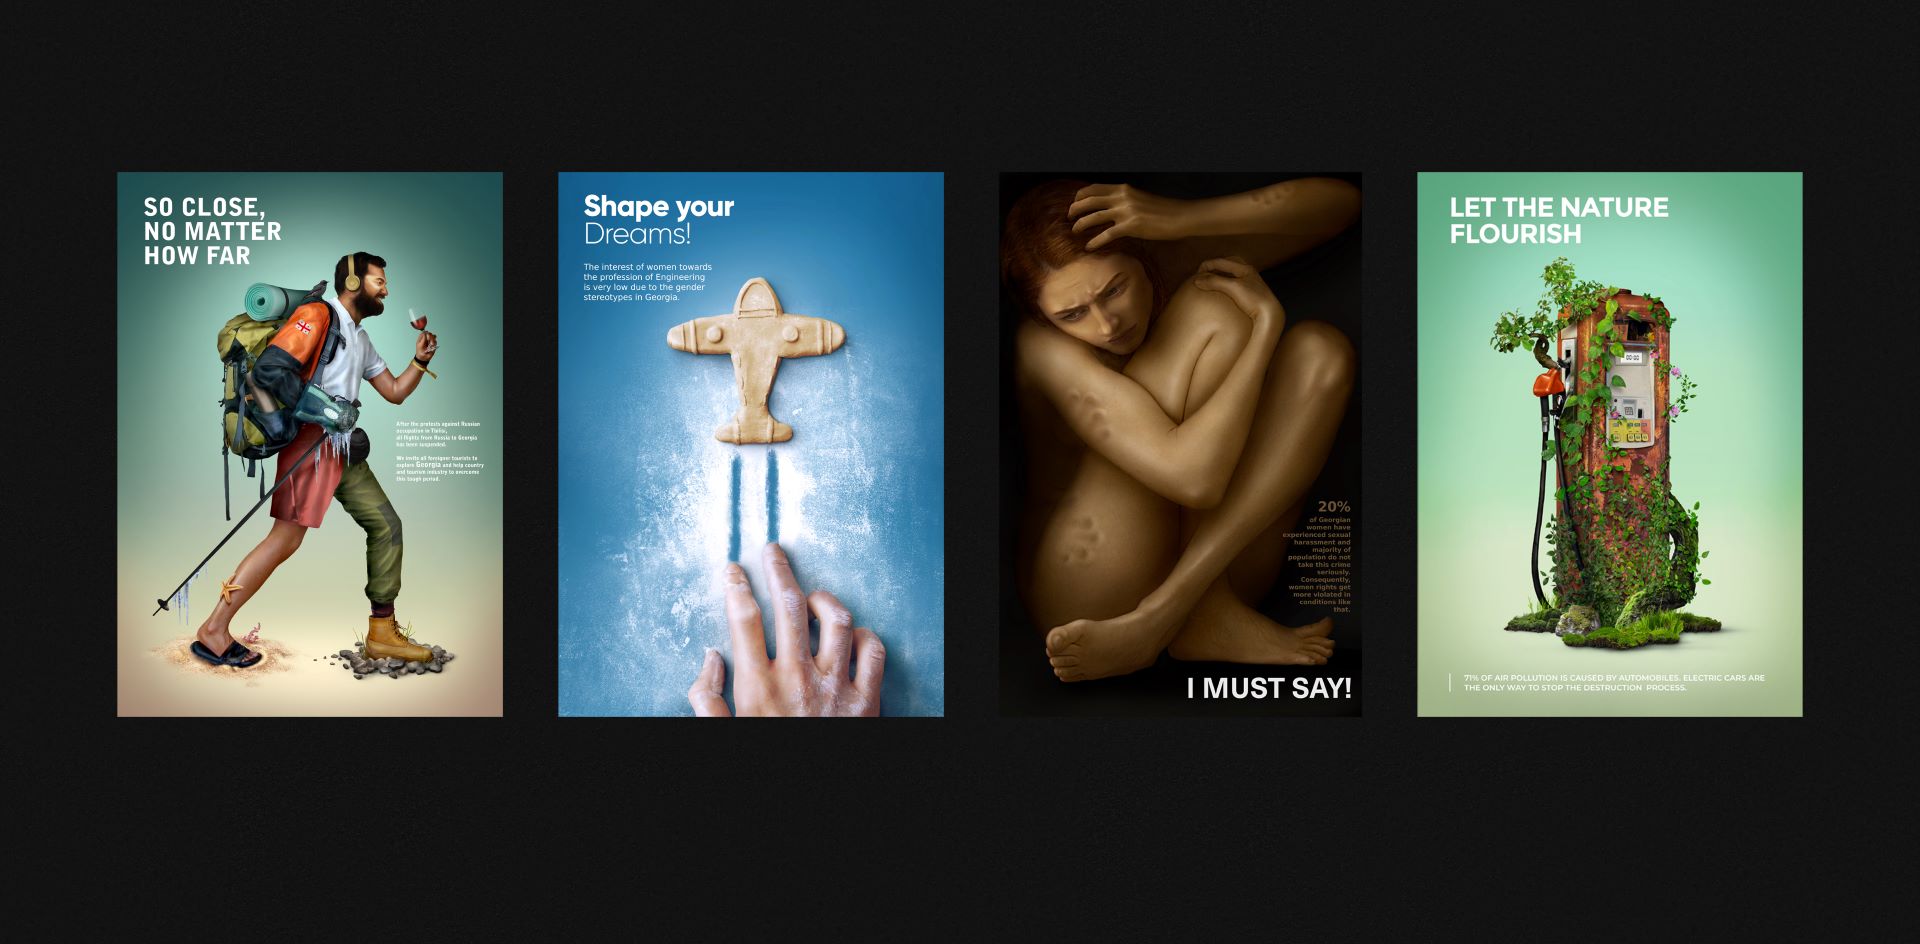 SO CLOSE,
NO MATTER
HOW FAR
After the protests against Russian
occupation in Tbilisi,
all flights from Russia to Georgia
has been suspended.
We invite all foreigner tourists to
explore Georgia and help country
and tourism industry to overcome
this tough period.
Shape your
Dreams!
The interest of women towards
the profession of Engineering
is very low due to the gender
stereotypes in Georgia.
20%
of Georgian
women have
experienced sexual
harassment and
majority of
population do not
take this crime
seriously.
Consequently,
women rights get
more violated in
conditions like
that.
I MUST SAY!
LET THE NATURE
FLOURISH
00:00
71% OF AIR POLLUTION IS CAUSED BY AUTOMOBILES. ELECTRIC CARS ARE
THE ONLY WAY TO STOP THE DESTRUCTION PROCESS.